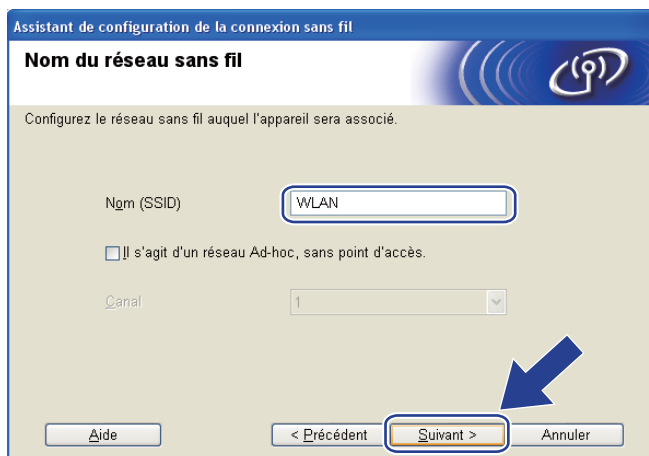 Assistant de configuration de la connexion sans fil
Nom du réseau sans fil
Configurez le réseau sans fil auquel l'appareil sera associé.
Nom (SSID) WLAN
Il s'agit d'un réseau Ad-hoc, sans point d'accès.
Canal 1
Aide < Précédent Suivant > Annuler